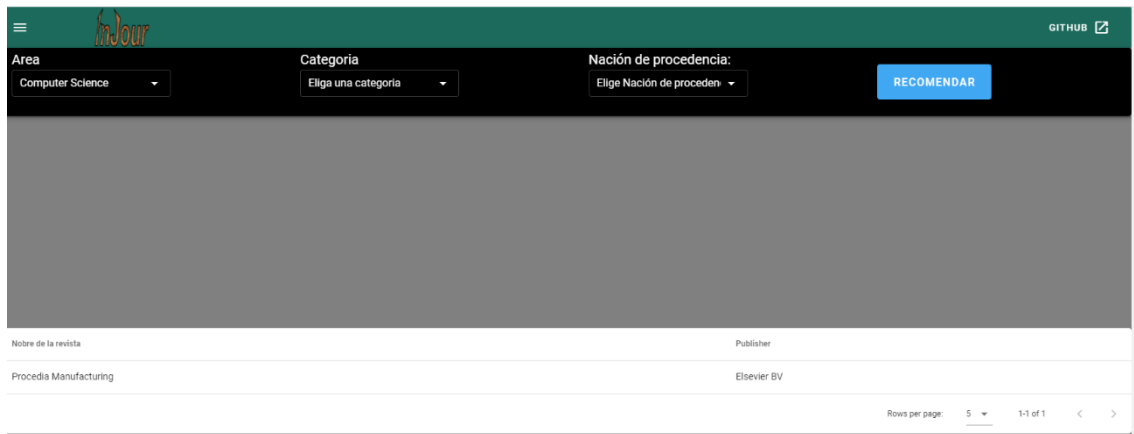 InJour
GITHUB
Area
Categoria
Nación de procedencia:
Computer Science
Eliga una categoria
Elige Nación de proceden
RECOMENDAR
Nobre de la revista
Publisher
Procedia Manufacturing
Elsevier BV
Rows per page: 5 1-1 of 1